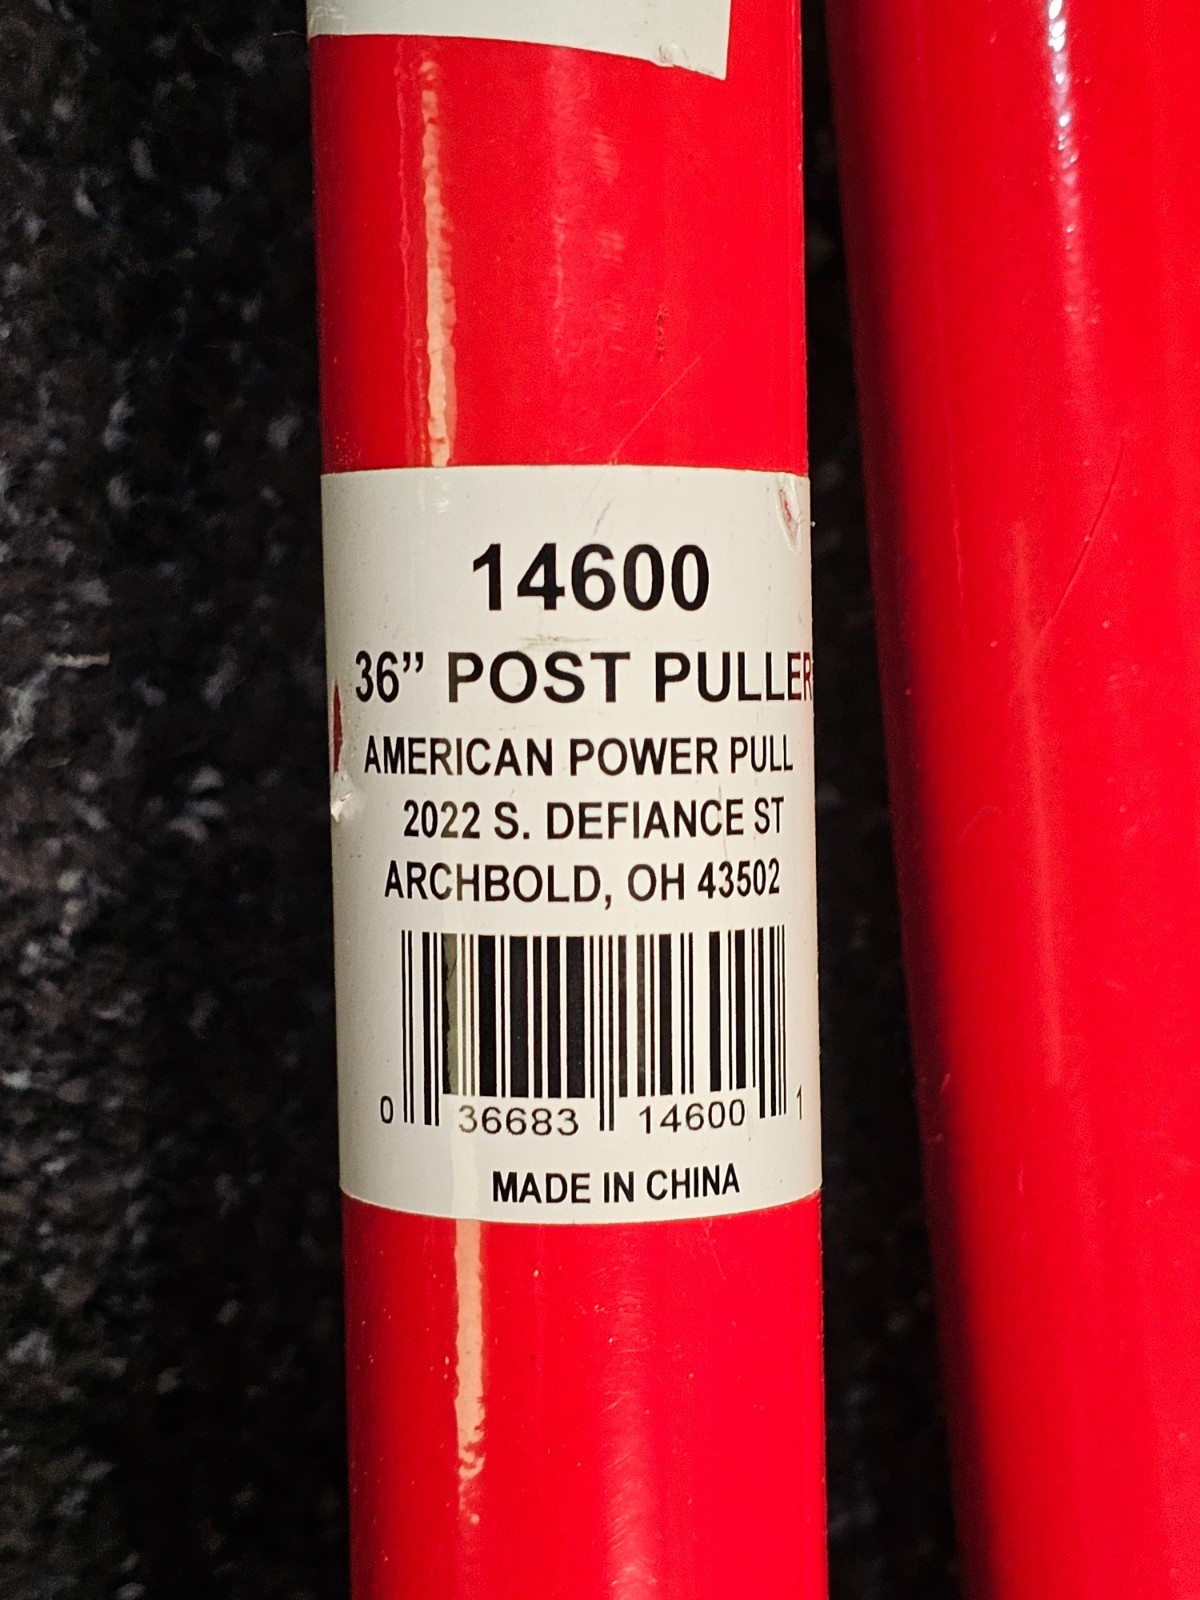 14600
36” POST PULLER
AMERICAN POWER PULL
2022 S. DEFIANCE ST
ARCHBOLD, OH 43502
0 36683 14600 1
MADE IN CHINA